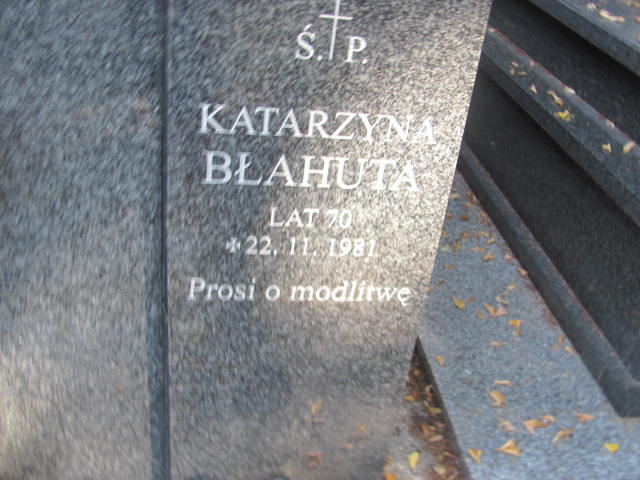 Ś. P.
KATARZYNA
BŁAHUTA
LAT 70
✠ 22. 11. 1981
Prosi o modlitwę